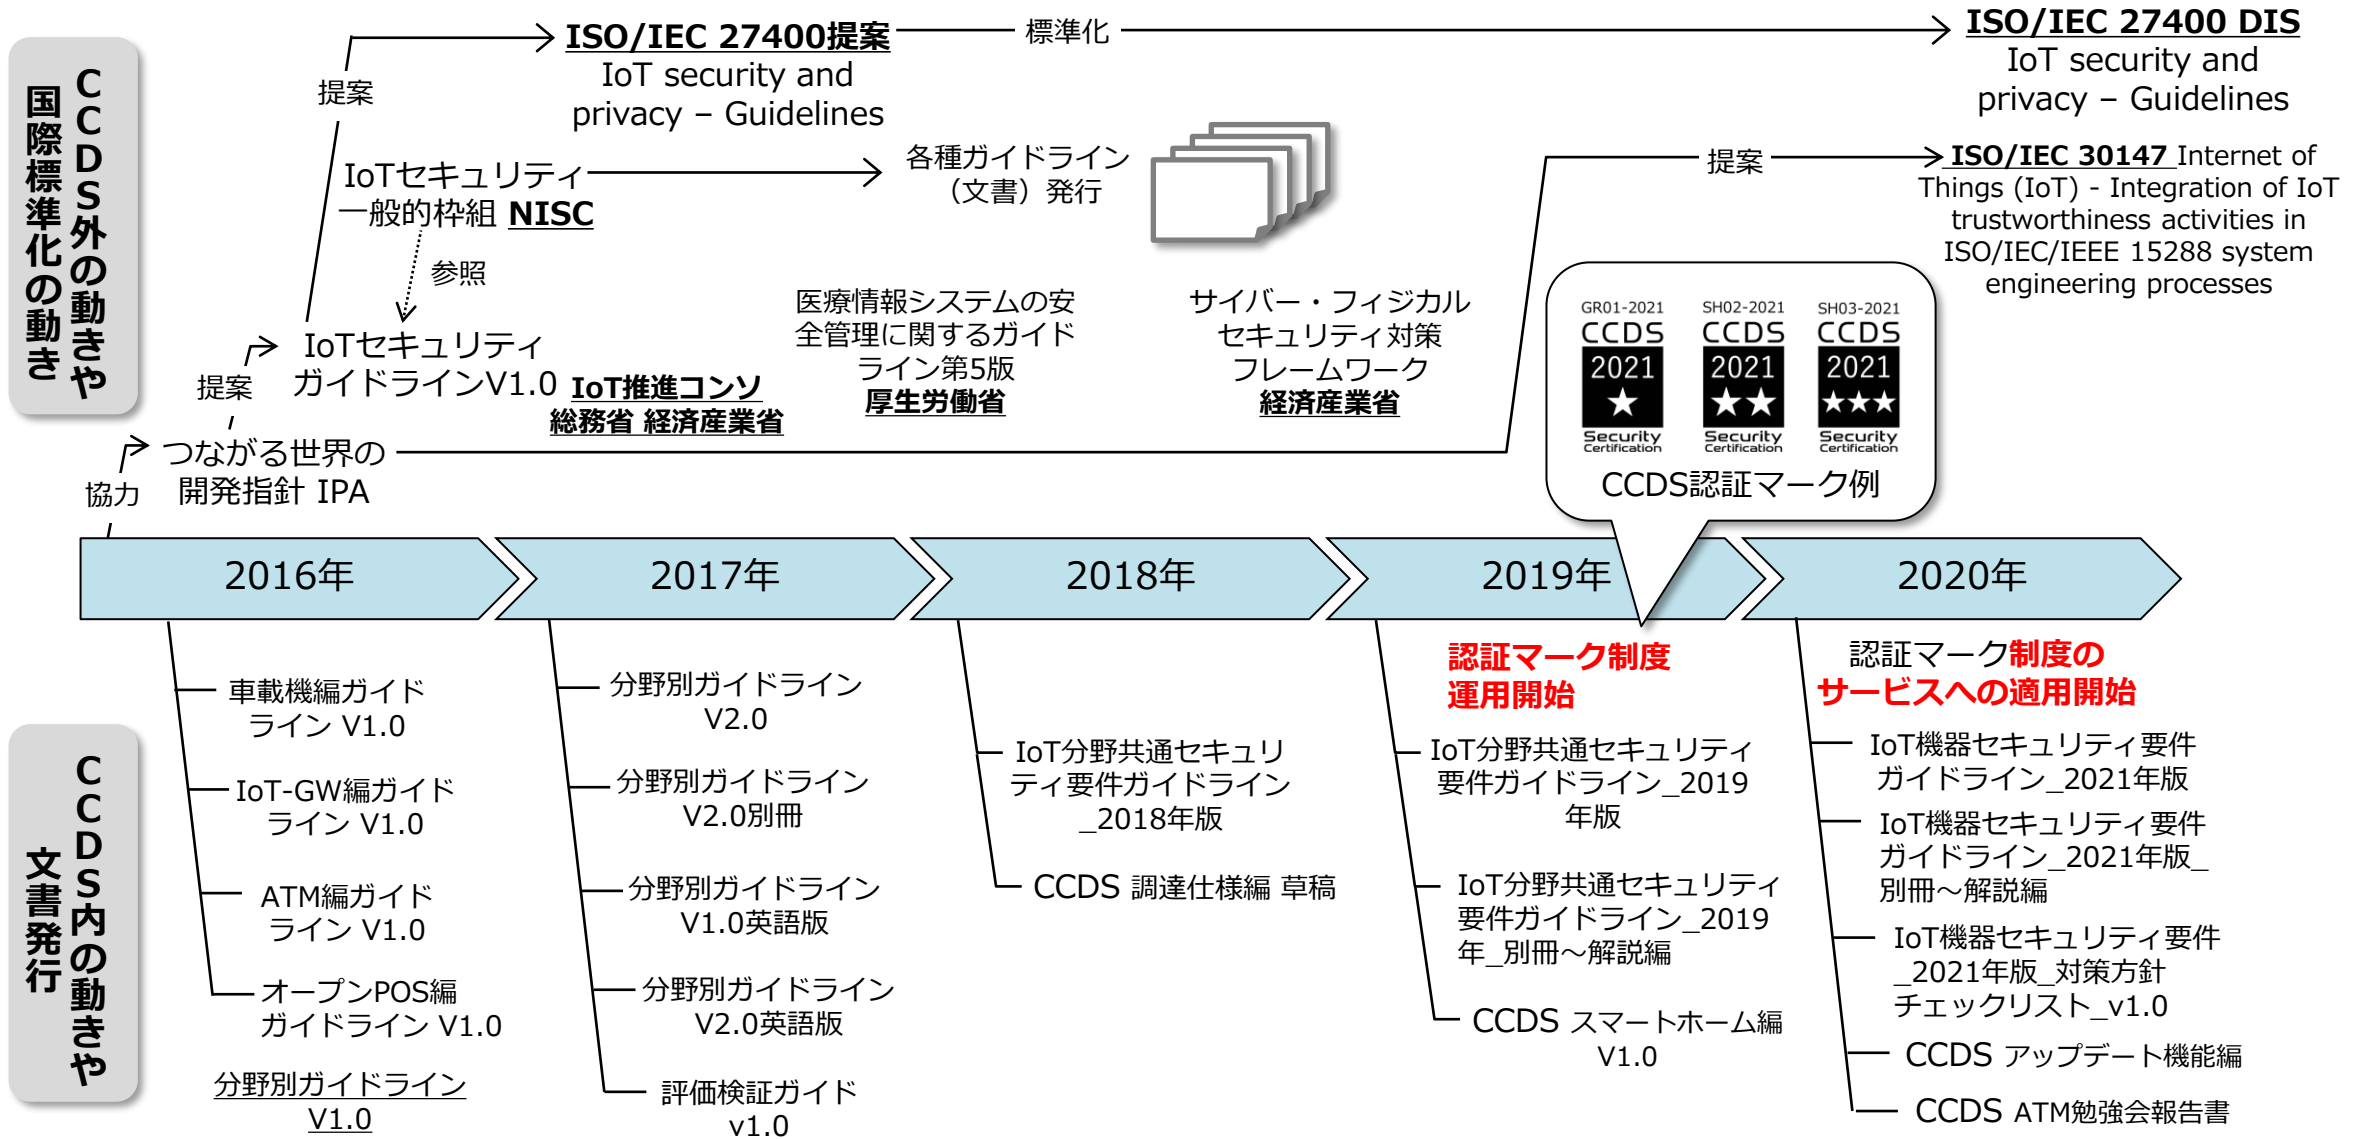 CCDS外の動きや
国際標準化の動き
提案
ISO/IEC 27400提案
IoT security and
privacy – Guidelines
標準化
ISO/IEC 27400 DIS
IoT security and
privacy – Guidelines
IoTセキュリティ
一般的枠組 NISC
各種ガイドライン
（文書）発行
提案
ISO/IEC 30147 Internet of
Things (IoT) - Integration of IoT
trustworthiness activities in
ISO/IEC/IEEE 15288 system
engineering processes
参照
IoTセキュリティ
ガイドラインV1.0
IoT推進コンソ
総務省 経済産業省
医療情報システムの安
全管理に関するガイド
ライン第5版
厚生労働省
サイバー・フィジカル
セキュリティ対策
フレームワーク
経済産業省
GR01-2021
CCDS
2021
★
Security
Certification
SH02-2021
CCDS
2021
★★
Security
Certification
SH03-2021
CCDS
2021
★★★
Security
Certification
CCDS認証マーク例
提案
つながる世界の
開発指針 IPA
協力
2016年
2017年
2018年
2019年
2020年
CCDS内の動きや
文書発行
車載機編ガイド
ライン V1.0
IoT-GW編ガイド
ライン V1.0
ATM編ガイド
ライン V1.0
オープンPOS編
ガイドライン V1.0
分野別ガイドライン
V1.0
分野別ガイドライン
V2.0
分野別ガイドライン
V2.0別冊
分野別ガイドライン
V1.0英語版
分野別ガイドライン
V2.0英語版
評価検証ガイド
v1.0
IoT分野共通セキュリ
ティ要件ガイドライン
_2018年版
CCDS 調達仕様編 草稿
認証マーク制度
運用開始
IoT分野共通セキュリティ
要件ガイドライン_2019
年版
IoT分野共通セキュリティ
要件ガイドライン_2019
年_別冊～解説編
CCDS スマートホーム編
V1.0
認証マーク制度の
サービスへの適用開始
IoT機器セキュリティ要件
ガイドライン_2021年版
IoT機器セキュリティ要件
ガイドライン_2021年版_
別冊～解説編
IoT機器セキュリティ要件
_2021年版_対策方針
チェックリスト_v1.0
CCDS アップデート機能編
CCDS ATM勉強会報告書